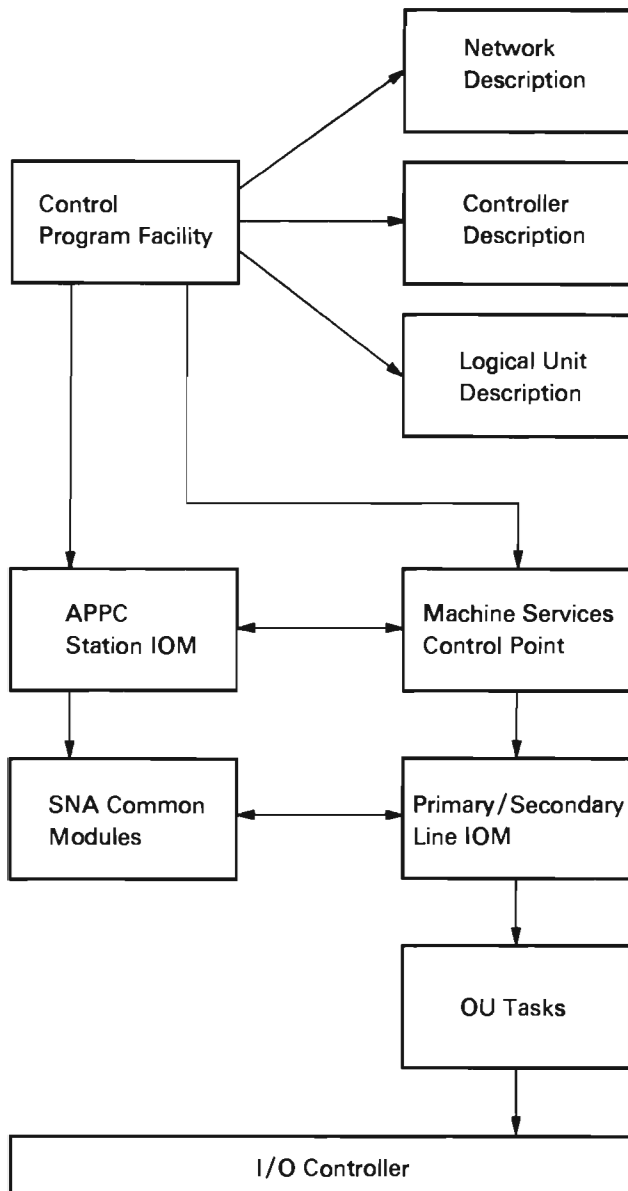 Network
Description
Control
Program Facility
Controller
Description
Logical Unit
Description
APPC
Station IOM
Machine Services
Control Point
SNA Common
Modules
Primary/Secondary
Line IOM
OU Tasks
I/O Controller